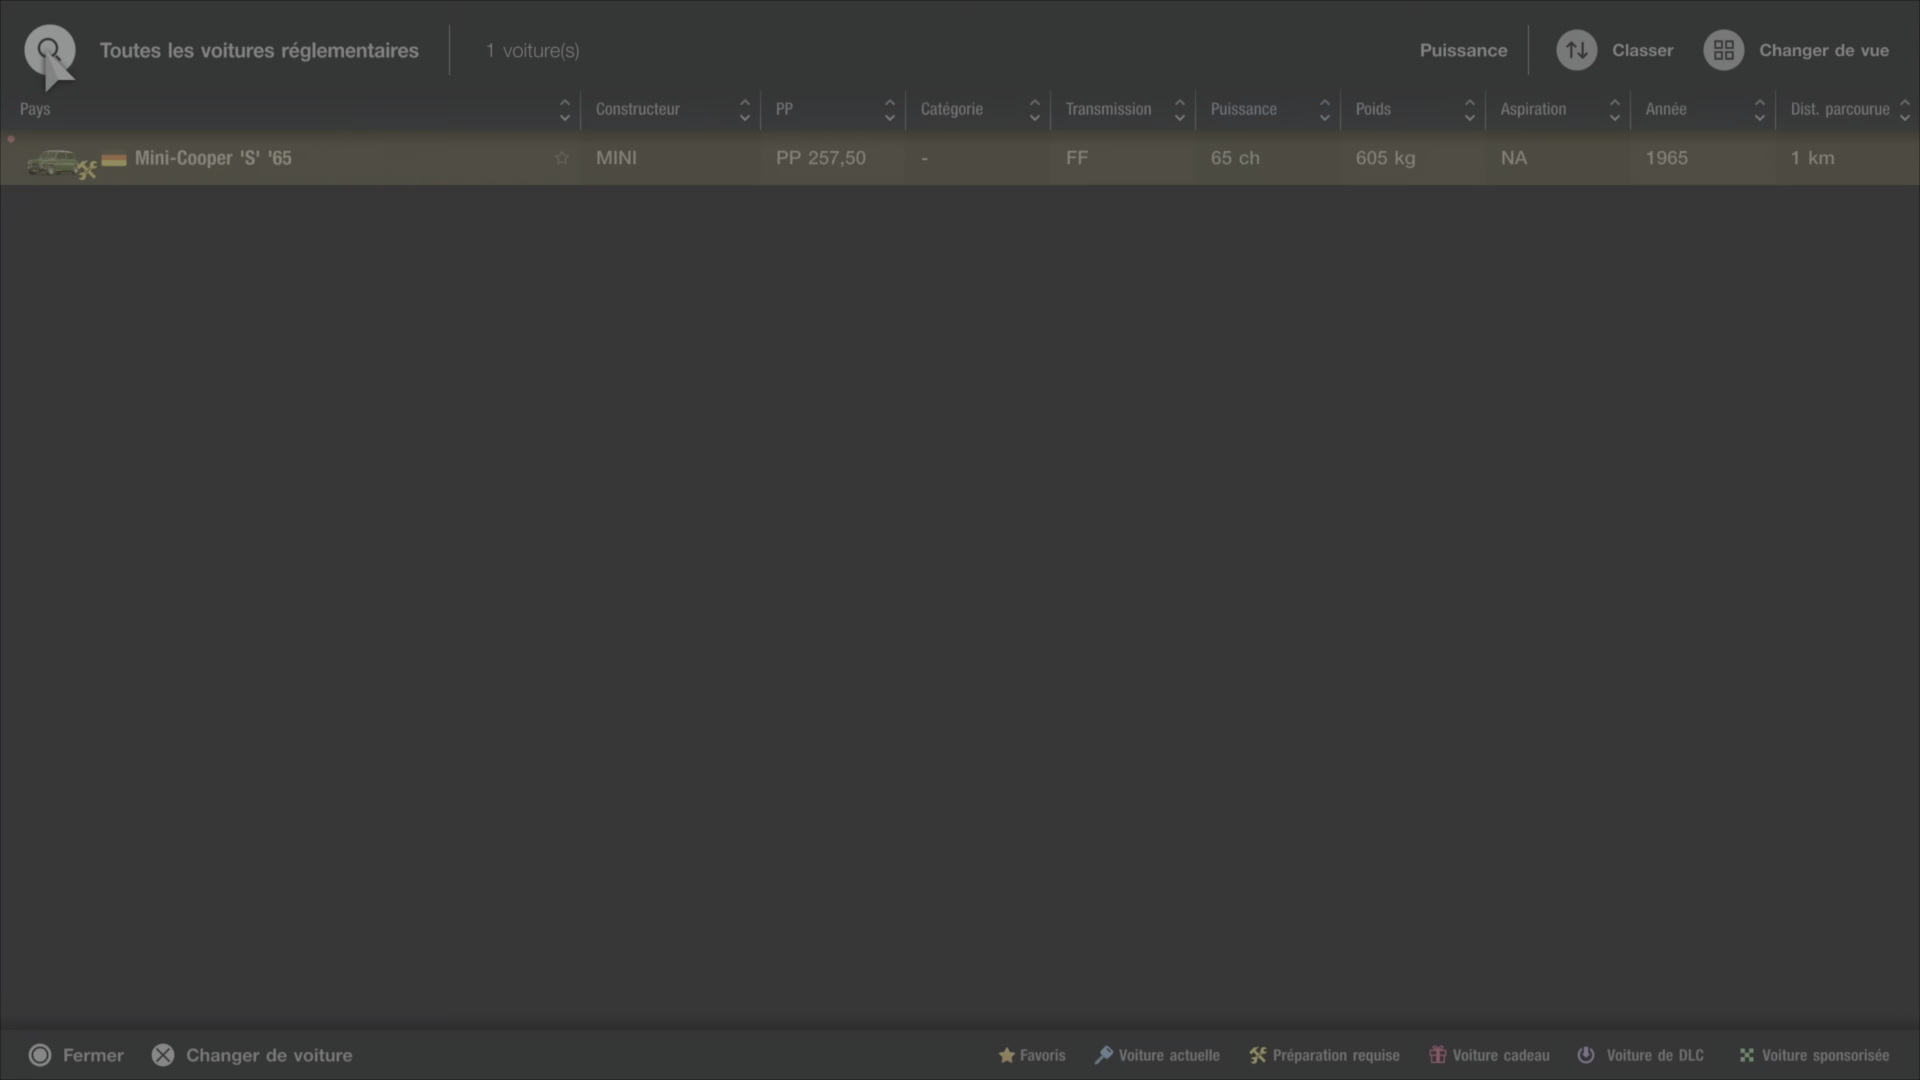 Toutes les voitures réglementaires 1 voiture(s) Puissance Classer Changer de vue
Pays Constructeur PP Catégorie Transmission Puissance Poids Aspiration Année Dist. parcourue
Mini-Cooper 'S' '65 MINI PP 257,50 - FF 65 ch 605 kg NA 1965 1 km
Fermer Changer de voiture Favoris Voiture actuelle Préparation requise Voiture cadeau Voiture de DLC Voiture sponsorisée